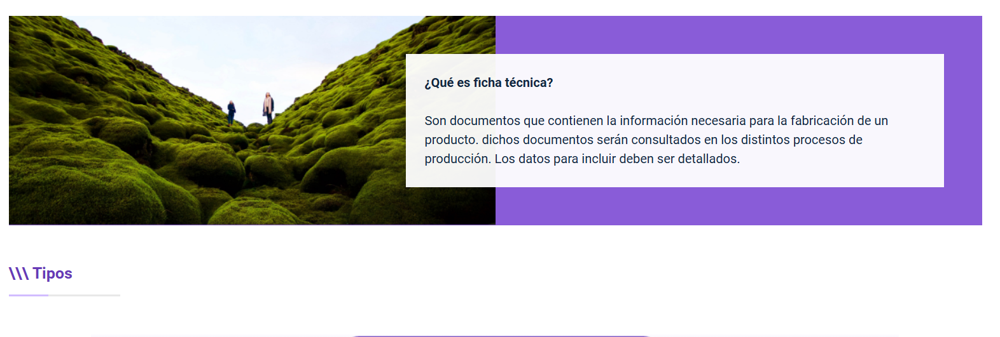 ¿Qué es ficha técnica?
Son documentos que contienen la información necesaria para la fabricación de un
producto. dichos documentos serán consultados en los distintos procesos de
producción. Los datos para incluir deben ser detallados.
\\\ Tipos